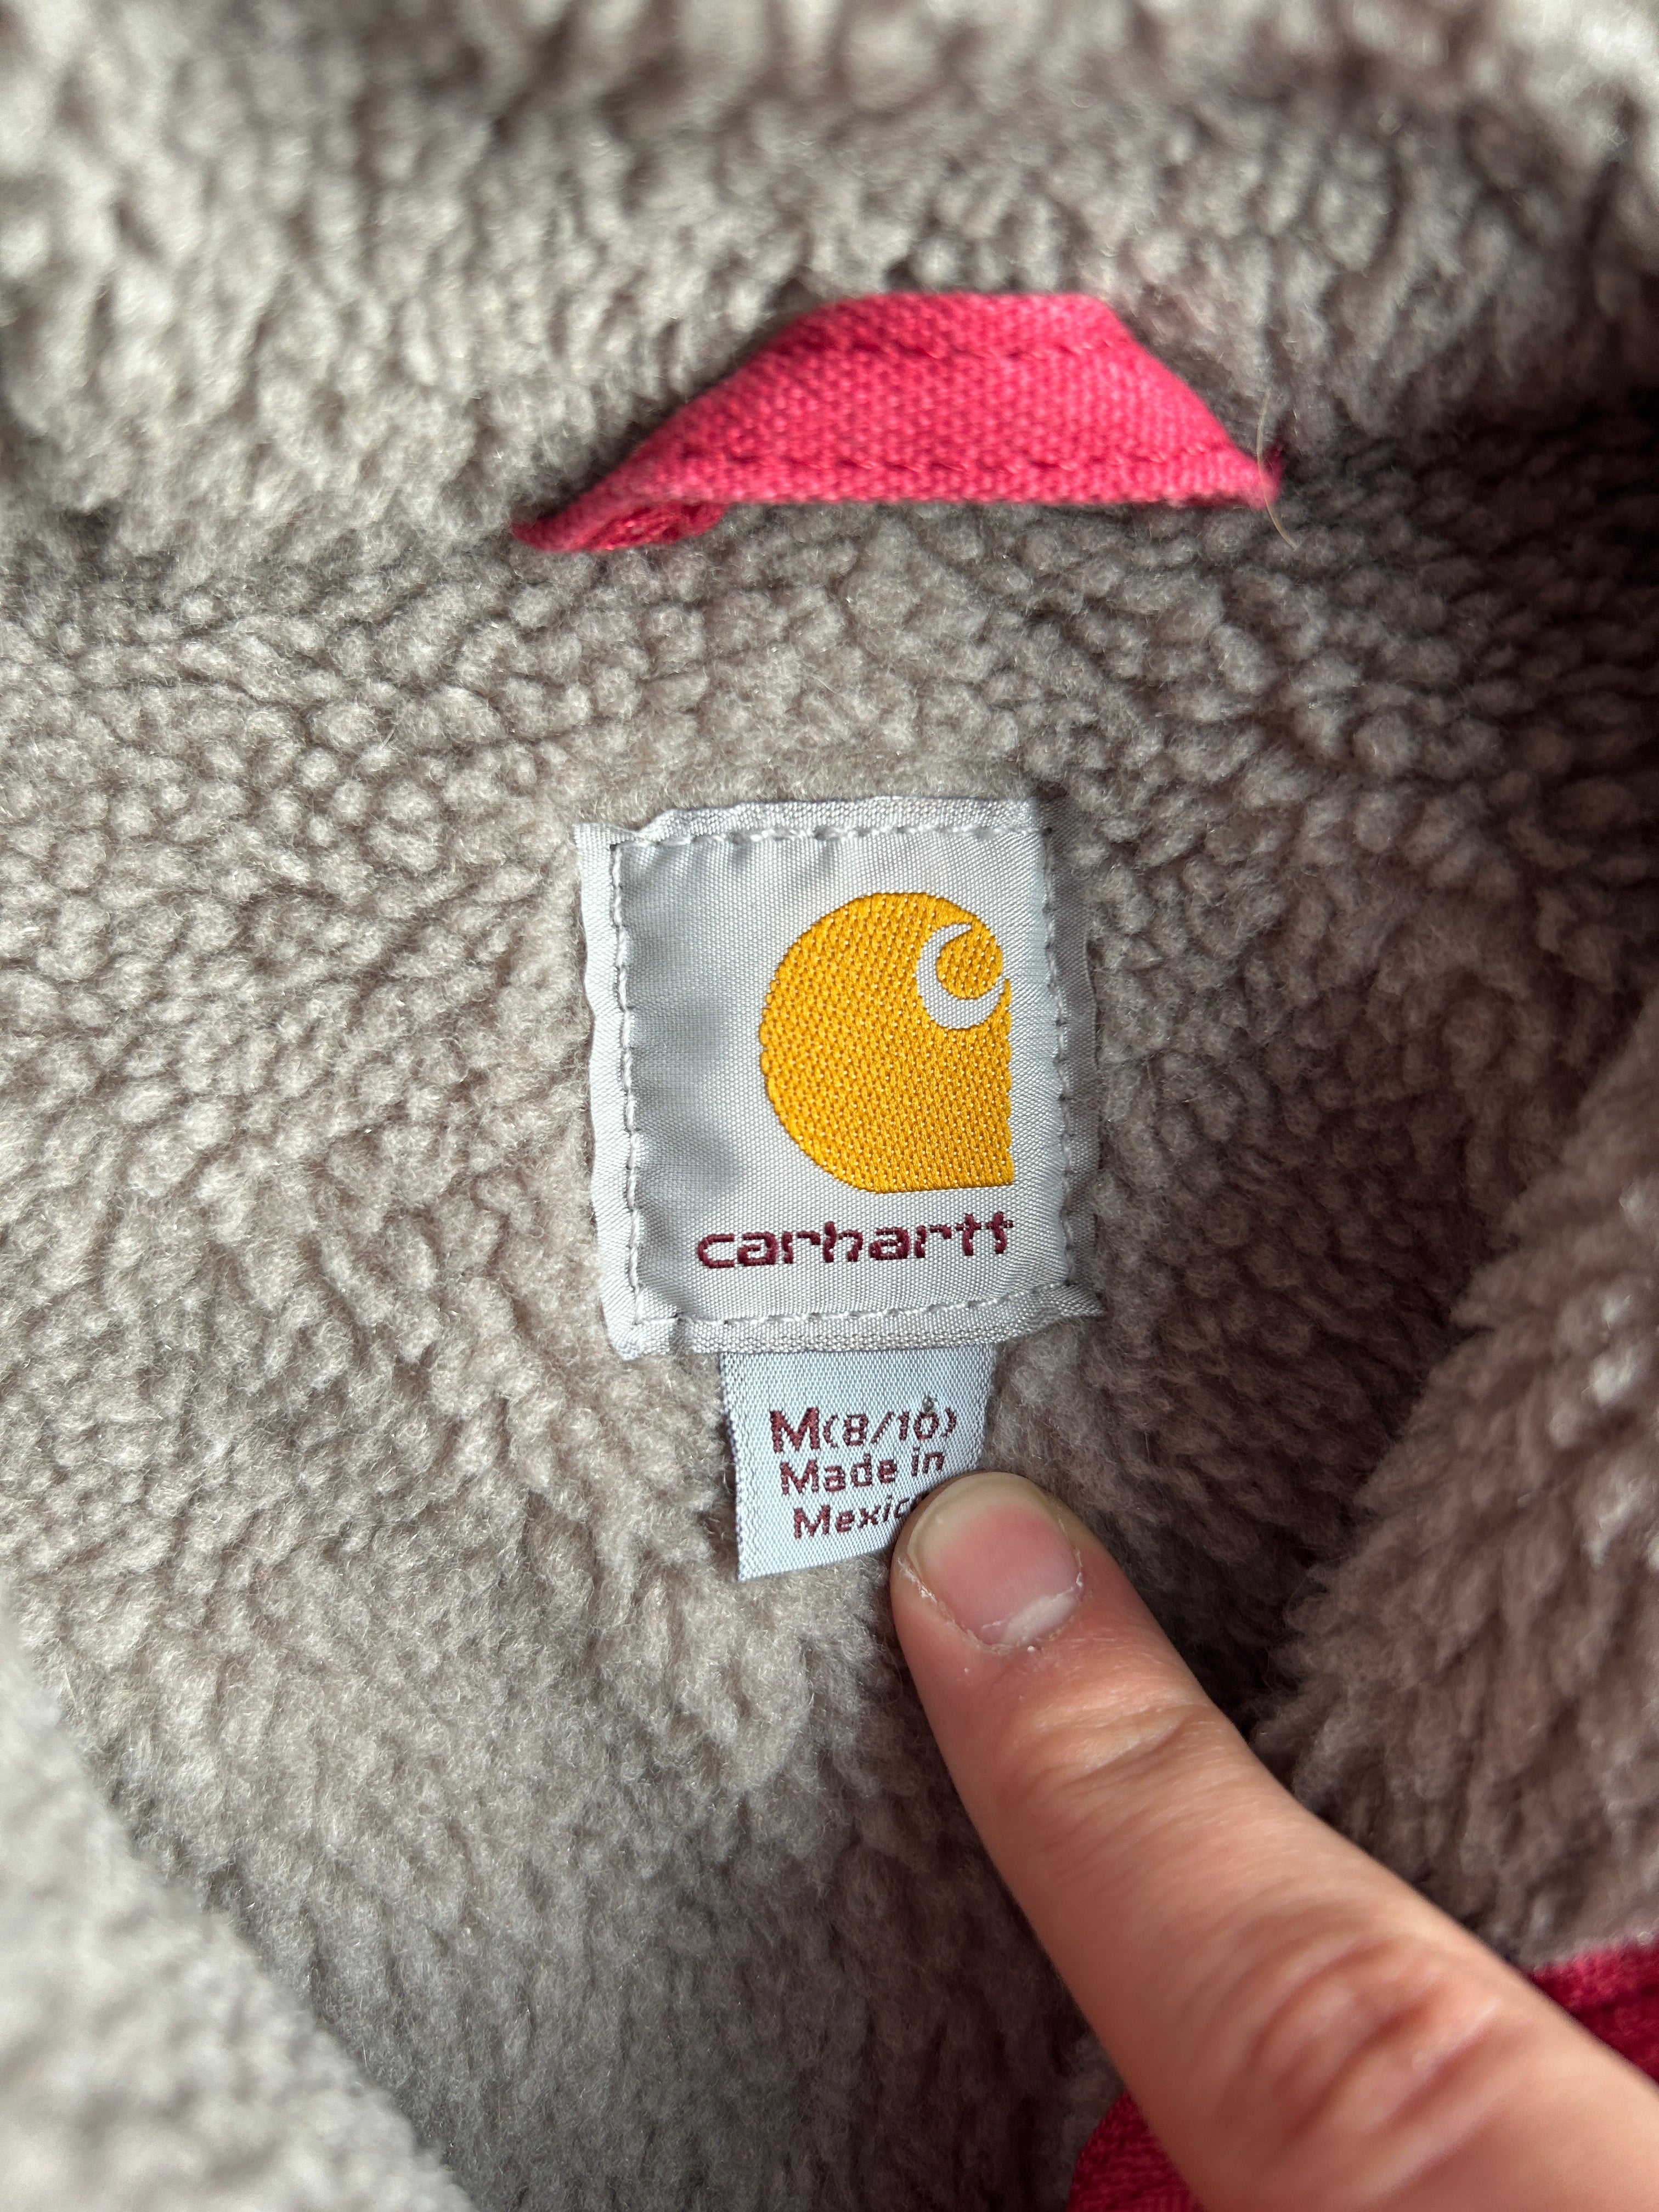 carhartt
M(8/10)
Made in
Mexico